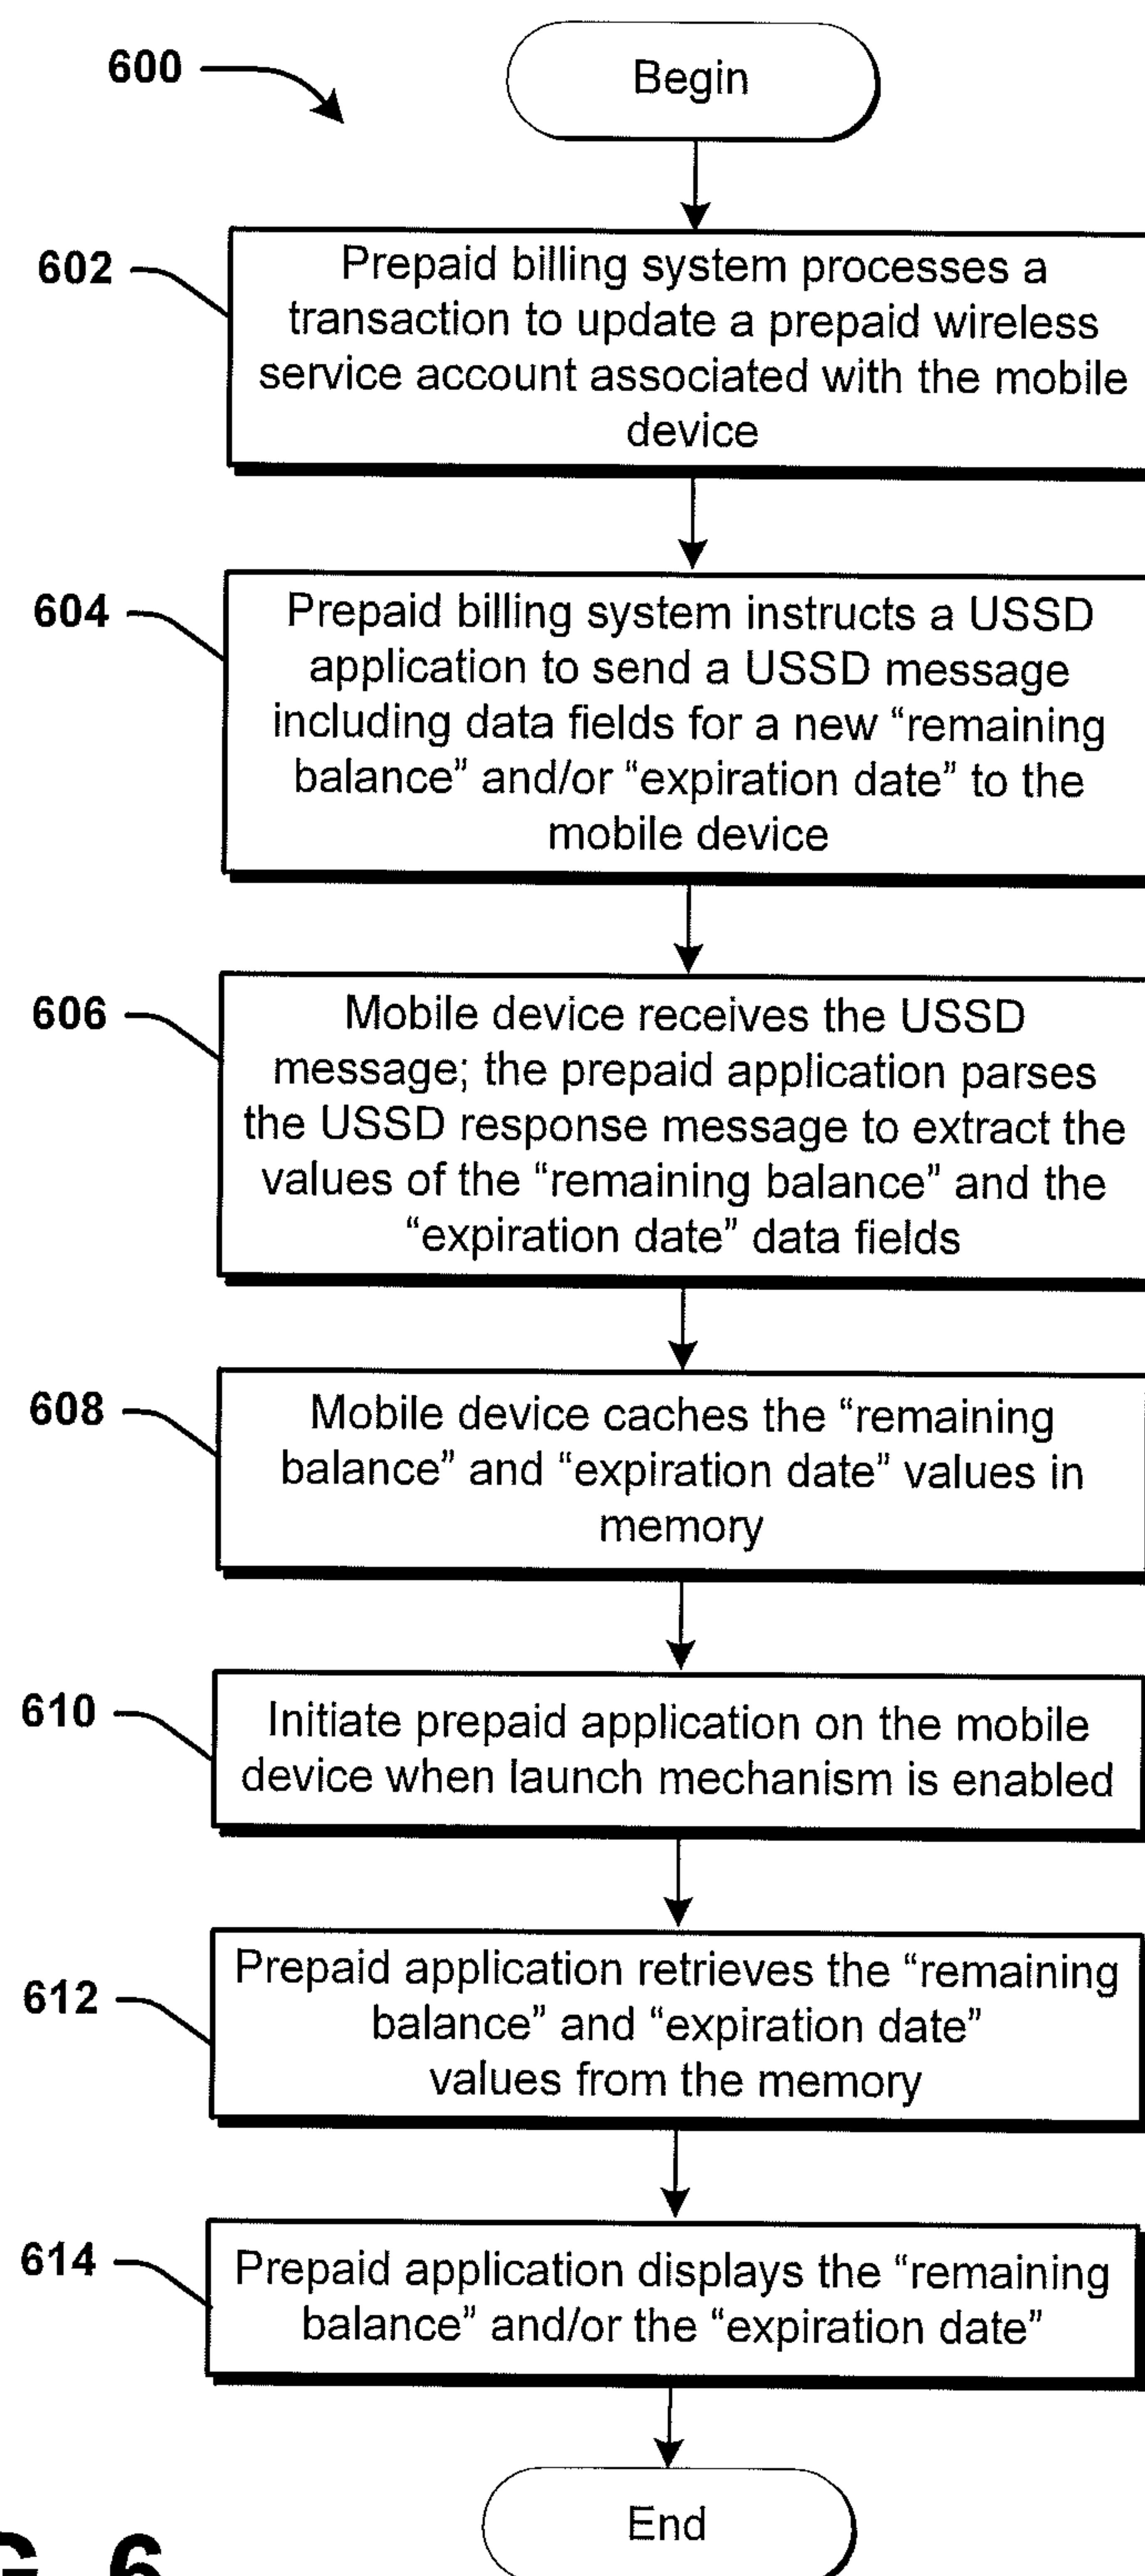 600
Begin
602
Prepaid billing system processes a
transaction to update a prepaid wireless
service account associated with the mobile
device
604
Prepaid billing system instructs a USSD
application to send a USSD message
including data fields for a new “remaining
balance” and/or “expiration date” to the
mobile device
606
Mobile device receives the USSD
message; the prepaid application parses
the USSD response message to extract the
values of the “remaining balance” and the
“expiration date” data fields
608
Mobile device caches the “remaining
balance” and “expiration date” values in
memory
610
Initiate prepaid application on the mobile
device when launch mechanism is enabled
612
Prepaid application retrieves the “remaining
balance” and “expiration date”
values from the memory
614
Prepaid application displays the “remaining
balance” and/or the “expiration date”
End
G. 6